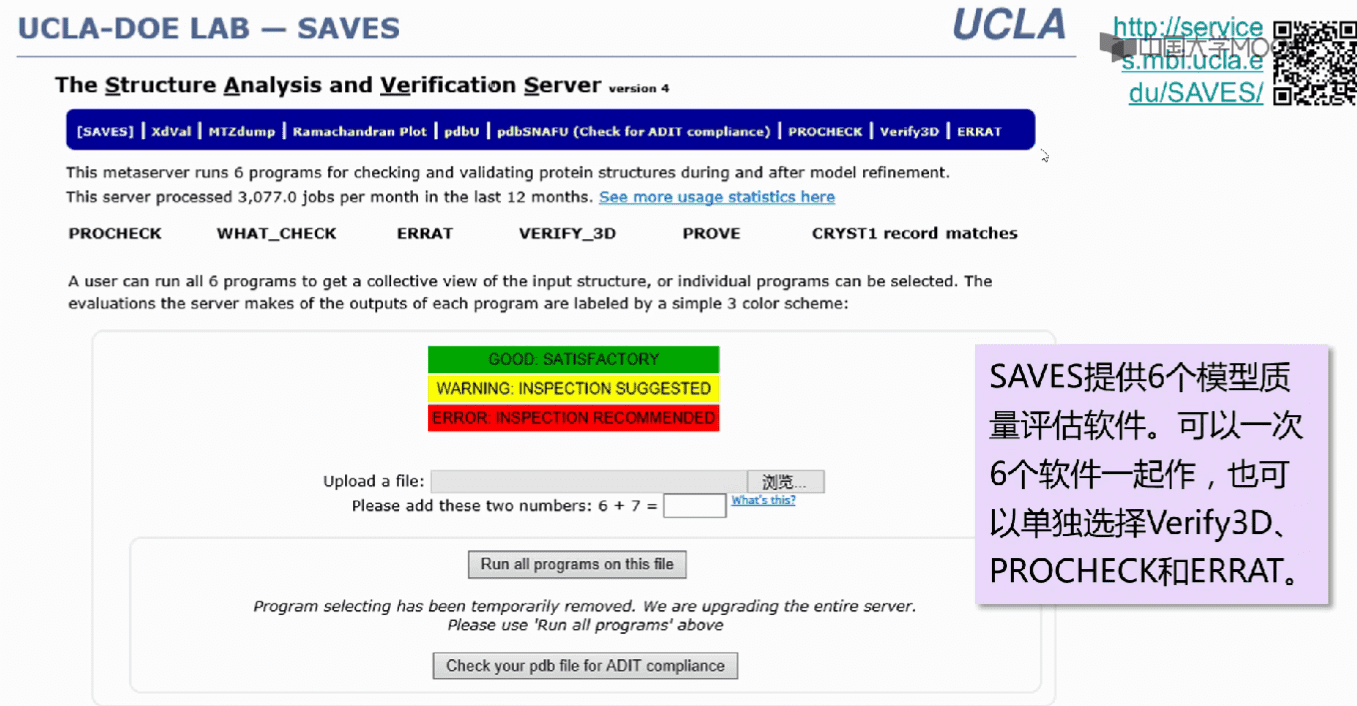 UCLA-DOE LAB — SAVES
UCLA
http://service
s.mbi.ucla.e
du/SAVES/
中国大学MOOC
The Structure Analysis and Verification Server version 4
[SAVES] | XdVal | MTZdump | Ramachandran Plot | pdbU | pdbSNAFU (Check for ADIT compliance) | PROCHECK | Verify3D | ERRAT
This metaserver runs 6 programs for checking and validating protein structures during and after model refinement.
This server processed 3,077.0 jobs per month in the last 12 months. See more usage statistics here
PROCHECK WHAT_CHECK ERRAT VERIFY_3D PROVE CRYST1 record matches
A user can run all 6 programs to get a collective view of the input structure, or individual programs can be selected. The
evaluations the server makes of the outputs of each program are labeled by a simple 3 color scheme:
GOOD: SATISFACTORY
WARNING: INSPECTION SUGGESTED
ERROR: INSPECTION RECOMMENDED
Upload a file: 浏览...
Please add these two numbers: 6 + 7 = What's this?
Run all programs on this file
Program selecting has been temporarily removed. We are upgrading the entire server.
Please use 'Run all programs' above
Check your pdb file for ADIT compliance
SAVES提供6个模型质
量评估软件。可以一次
6个软件一起作，也可
以单独选择Verify3D、
PROCHECK和ERRAT。